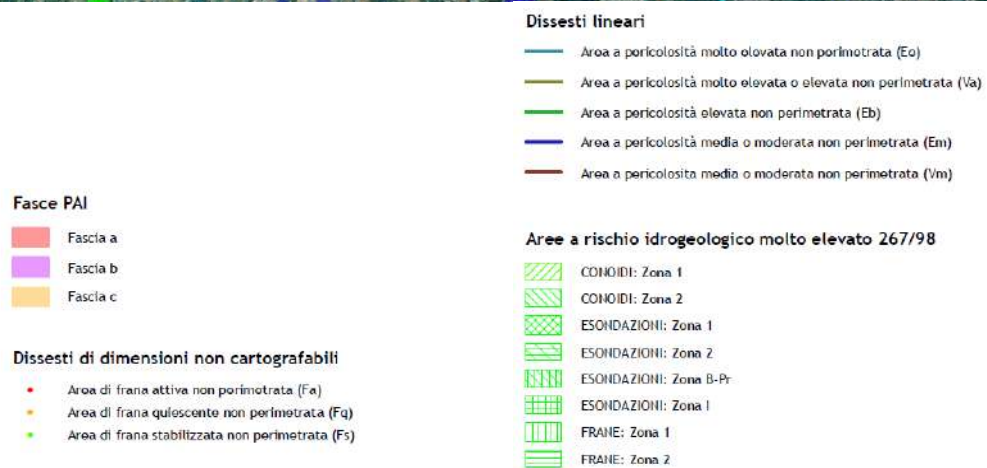 Dissesti lineari
Area a pericolosità molto elevata non perimetrata (Ee)
Area a pericolosità molto elevata o elevata non perimetrata (Va)
Area a pericolosità elevata non perimetrata (Eb)
Area a pericolosità media o moderata non perimetrata (Em)
Area a pericolosita media o moderata non perimetrata (Vm)
Fasce PAI
Fascia a
Fascia b
Fascia c
Aree a rischio idrogeologico molto elevato 267/98
CONOIDI: Zona 1
CONOIDI: Zona 2
ESONDAZIONI: Zona 1
ESONDAZIONI: Zona 2
ESONDAZIONI: Zona B-Pr
ESONDAZIONI: Zona I
FRANE: Zona 1
FRANE: Zona 2
Dissesti di dimensioni non cartografabili
Area di frana attiva non perimetrata (Fa)
Area di frana quiescente non perimetrata (Fq)
Area di frana stabilizzata non perimetrata (Fs)